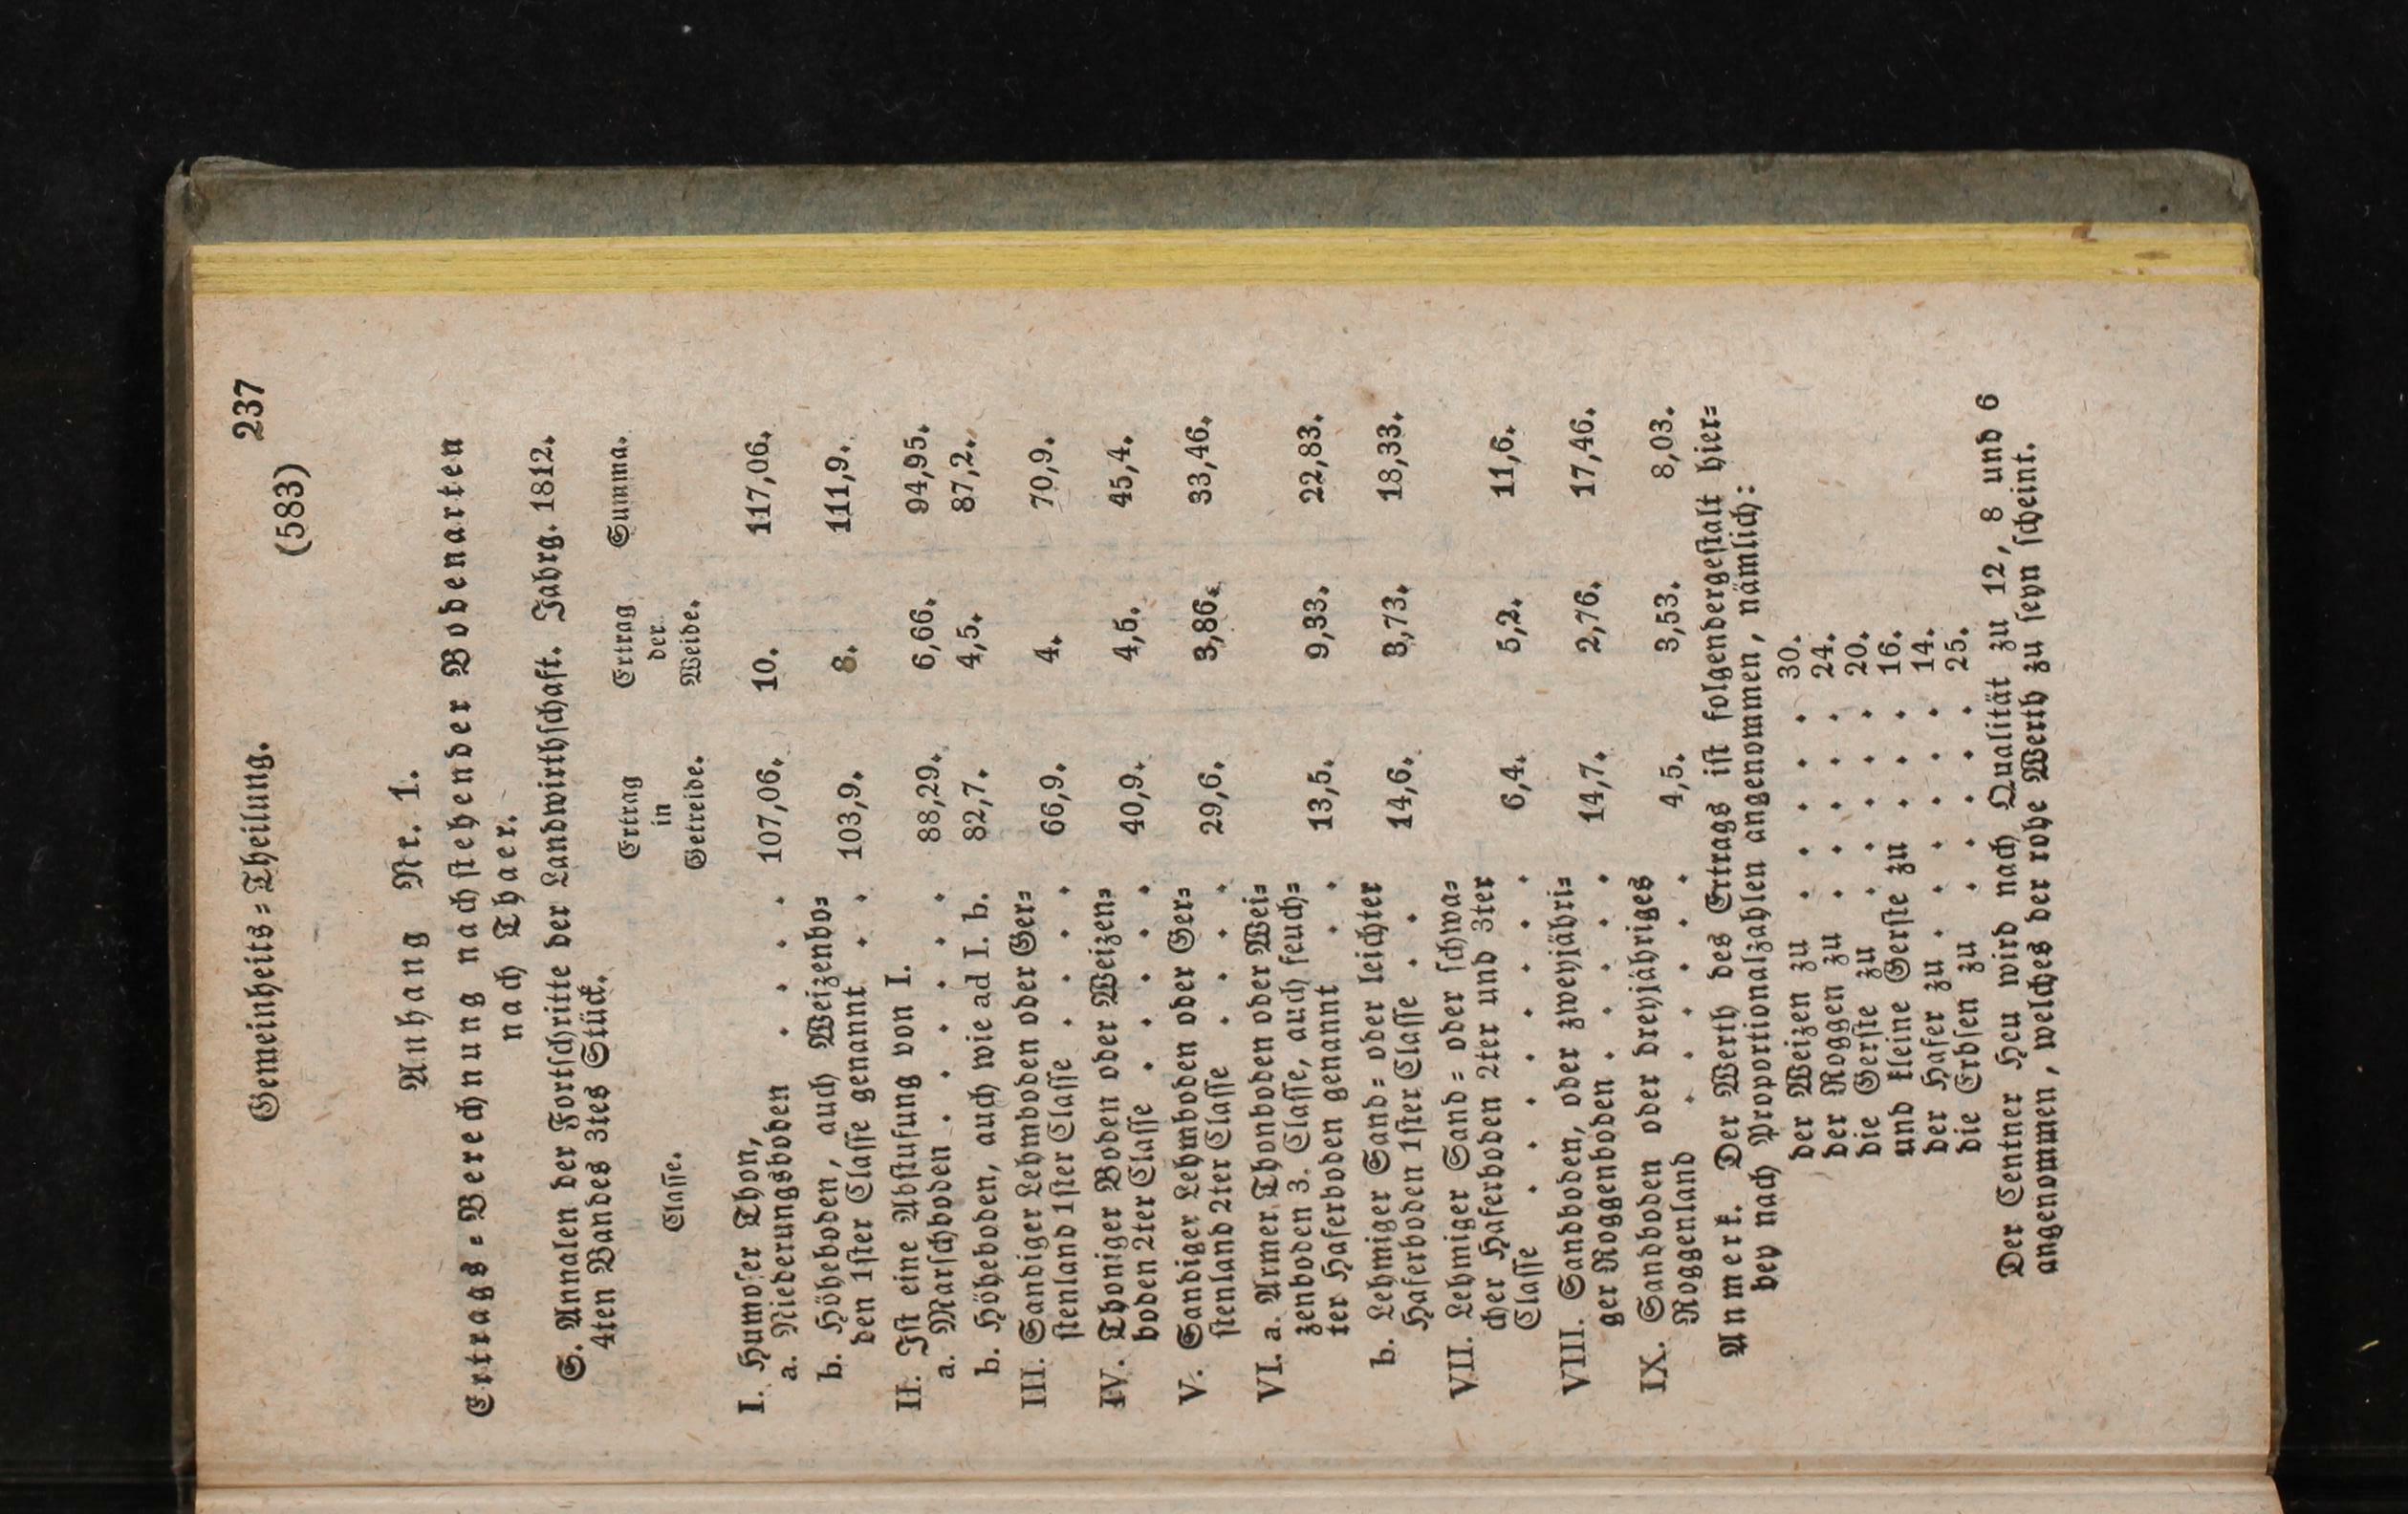 Gemeinheits⸗Theilung. 237
(583)
Anhang Nr. 1.
Ertrags⸗Berechnung nachstehender Bodenarten
nach Thaer.
S. Annalen der Fortschritte der Landwirthschaft. Jahrg. 1812.
4ten Bandes 3tes Stück.
Classe. Ertrag in Getreide. Ertrag der Weide. Summa.
I. Humoser Thon,
a. Niederungsboden . . . . 107,06. 10. 117,06.
b. Höheboden, auch Weizenbo⸗
den 1ster Classe genannt . . 103,9. 8. 111,9.
II. Ist eine Abstufung von I.
a. Marschboden . . . . . 88,29. 6,66. 94,95.
b. Höheboden, auch wie ad I. b. 82,7. 4,5. 87,2.
III. Sandiger Lehmboden oder Ger⸗
stenland 1ster Classe . . . . 66,9. 4. 70,9.
IV. Thoniger Boden oder Weizen⸗
boden 2ter Classe . . . . . 40,9. 4,5. 45,4.
V. Sandiger Lehmboden oder Ger⸗
stenland 2ter Classe . . . . 29,6. 3,86. 33,46.
VI. a. Armer Thonboden oder Wei⸗
zenboden 3. Classe, auch feuch⸗
ter Haferboden genannt . . 13,5. 9,33. 22,83.
b. Lehmiger Sand⸗ oder leichter
Haferboden 1ster Classe . . 14,6. 3,73. 18,33.
VII. Lehmiger Sand⸗ oder schwa⸗
cher Haferboden 2ter und 3ter
Classe . . . . . . . . 6,4. 5,2. 11,6.
VIII. Sandboden, oder zweyjähri⸗
ger Roggenboden . . . . . 14,7. 2,76. 17,46.
IX. Sandboden oder dreyjähriges
Roggenland . . . . . . 4,5. 3,53. 8,03.
Anmerk. Der Werth des Ertrags ist folgendergestalt hier⸗
bey nach Proportionalzahlen angenommen, nämlich:
der Weizen zu . . . . . 30.
der Roggen zu . . . . . 24.
die Gerste zu . . . . . 20.
und kleine Gerste zu . . . 16.
der Hafer zu . . . . . . 14.
die Erbsen zu . . . . . 25.
Der Centner Heu wird nach Qualität zu 12, 8 und 6
angenommen, welches der rohe Werth zu seyn scheint.